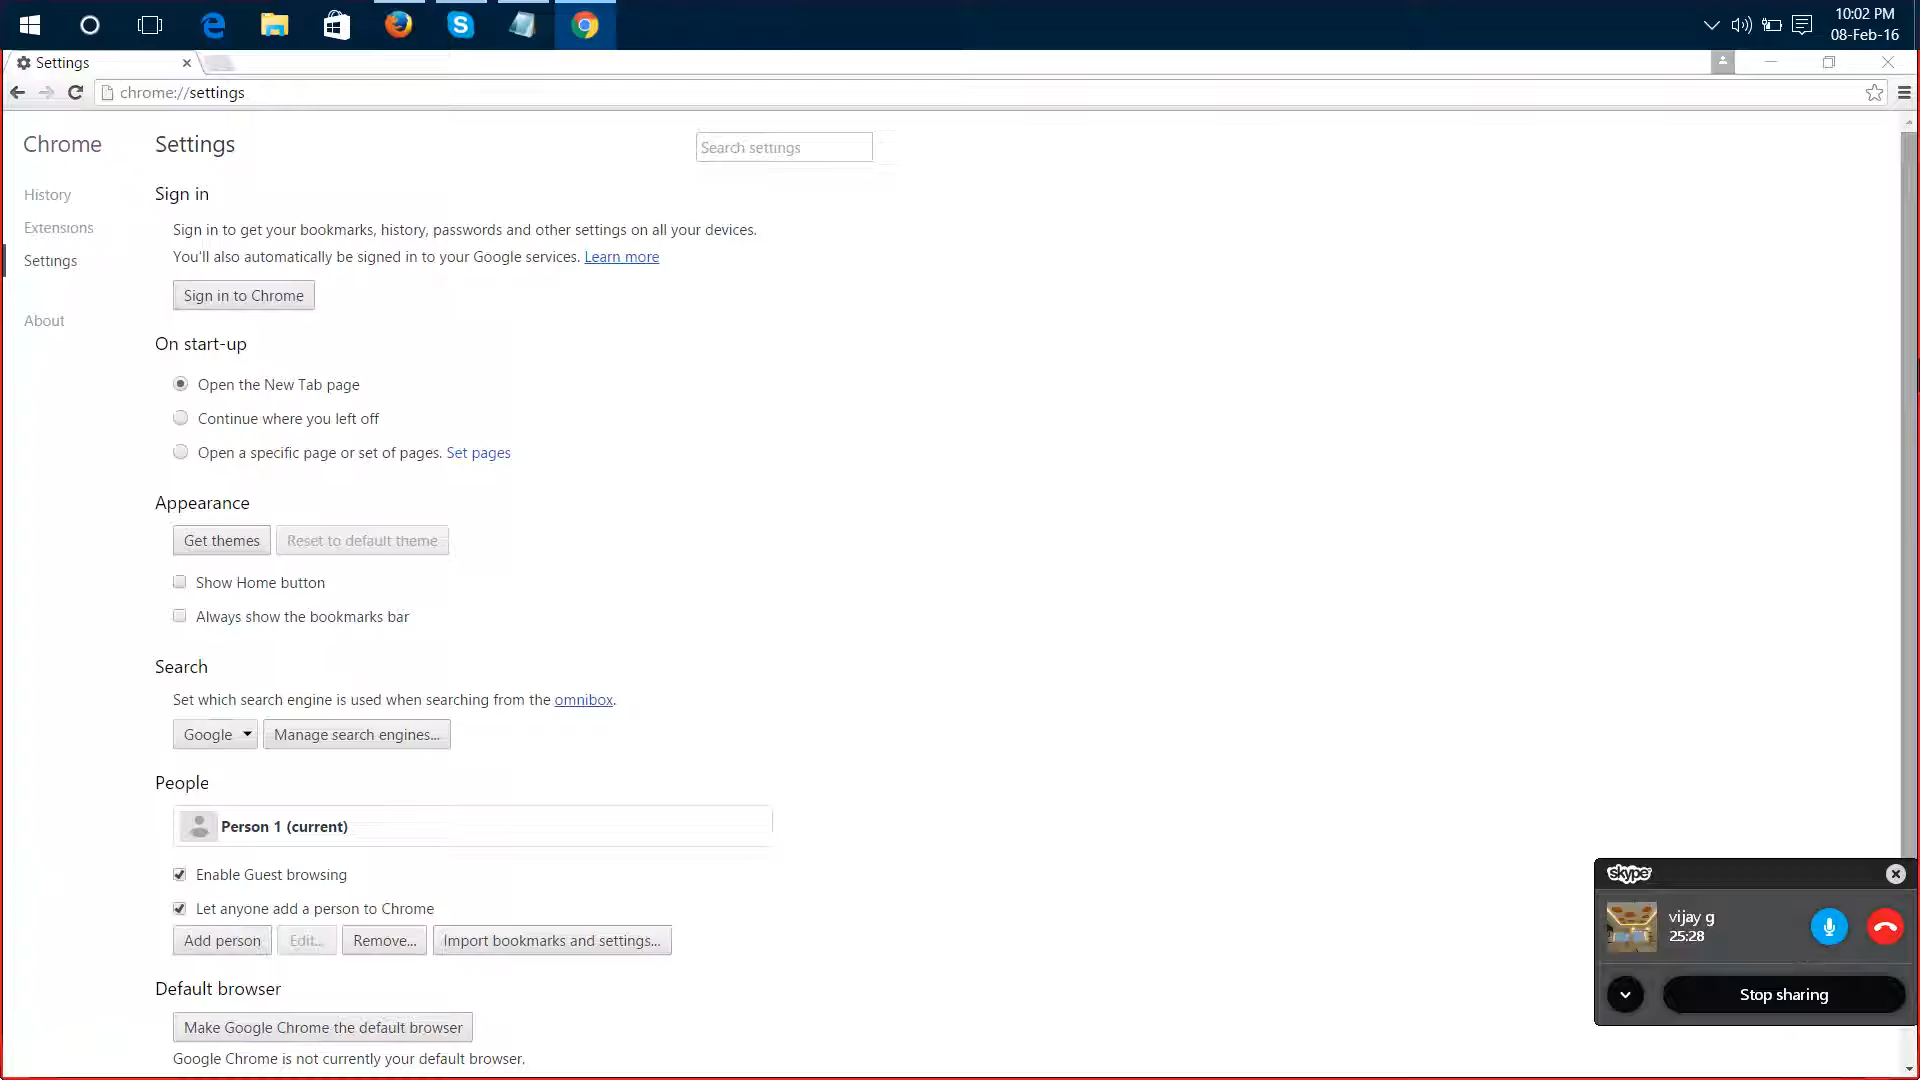 10:02 PM
08-Feb-16
Settings
chrome://settings
Chrome
Settings
Search settings
History
Extensions
Settings
About
Sign in
Sign in to get your bookmarks, history, passwords and other settings on all your devices.
You'll also automatically be signed in to your Google services. Learn more
Sign in to Chrome
On start-up
Open the New Tab page
Continue where you left off
Open a specific page or set of pages. Set pages
Appearance
Get themes Reset to default theme
Show Home button
Always show the bookmarks bar
Search
Set which search engine is used when searching from the omnibox.
Google Manage search engines...
People
Person 1 (current)
Enable Guest browsing
Let anyone add a person to Chrome
Add person Edit... Remove... Import bookmarks and settings...
Default browser
Make Google Chrome the default browser
Google Chrome is not currently your default browser.
skype
vijay g
25:28
Stop sharing